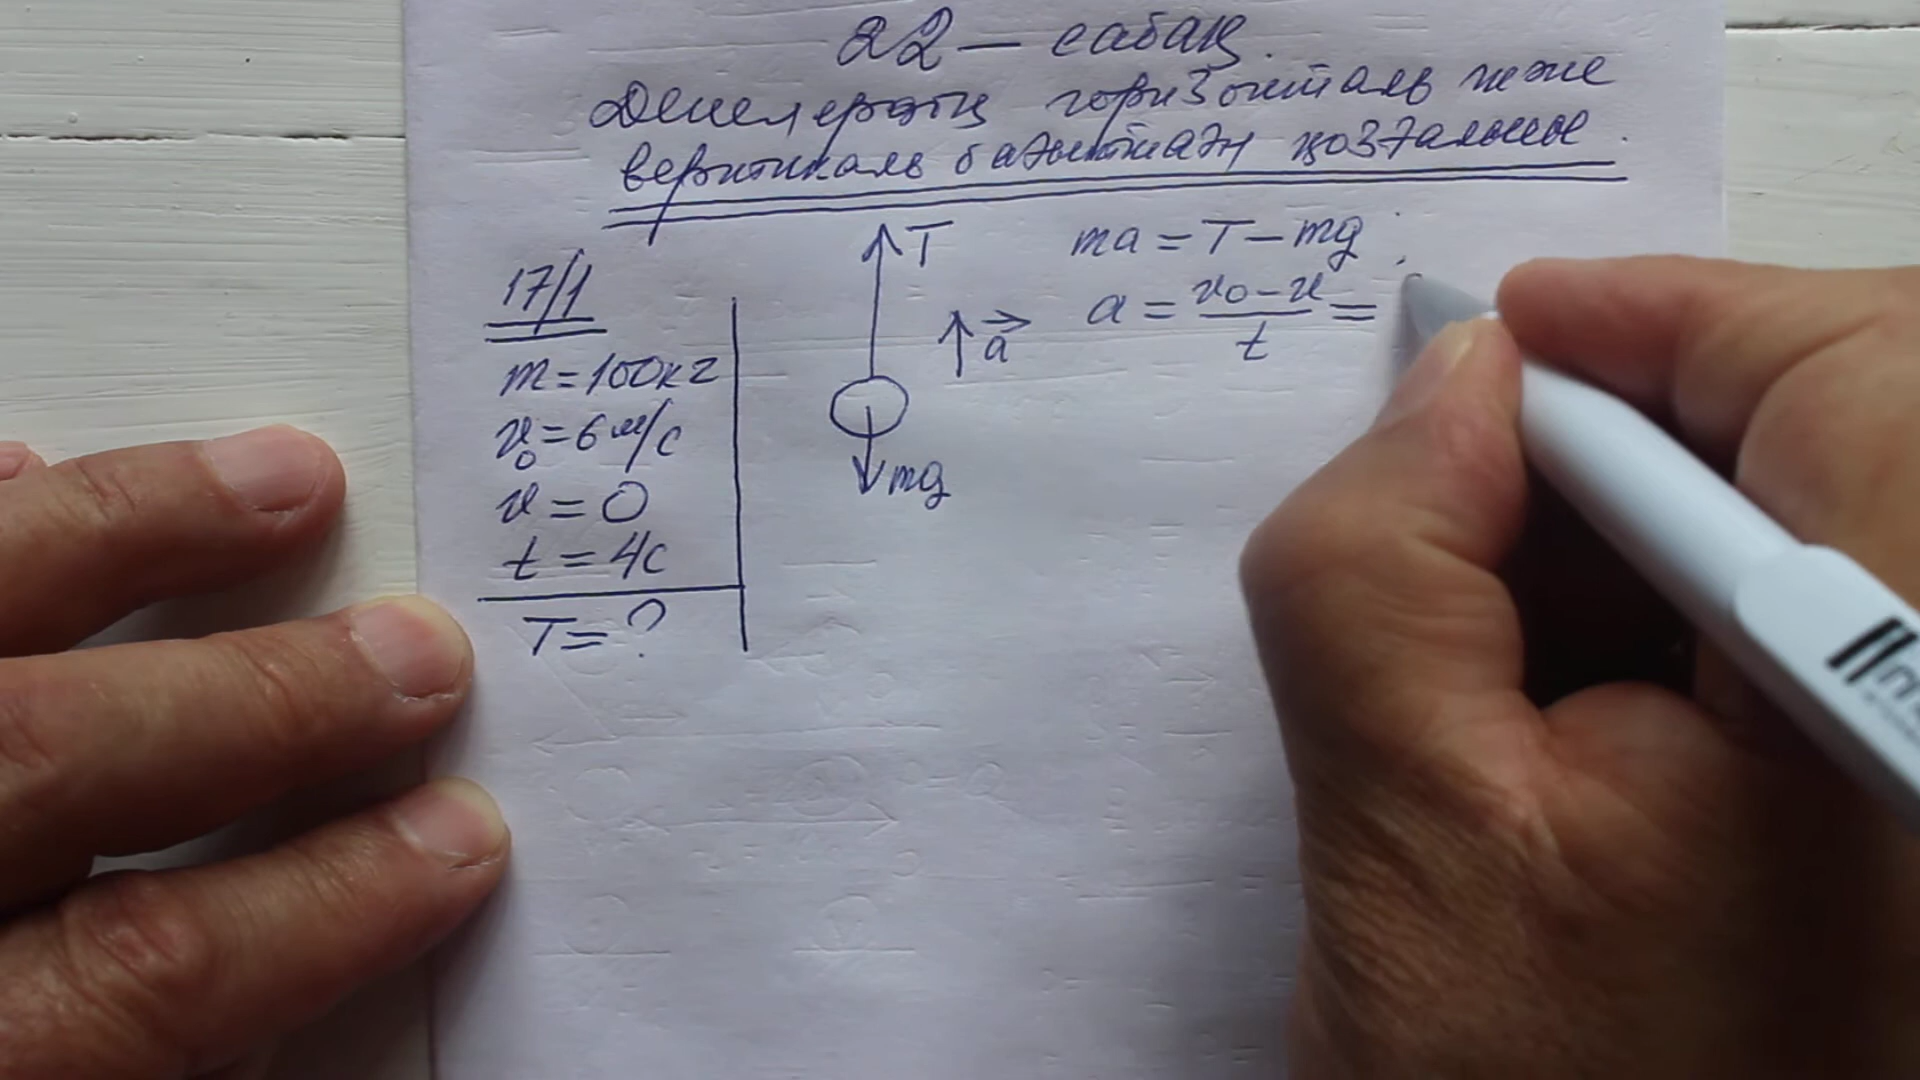 22 – сабақ.
Денелердің горизонталь және
вертикаль бағыттағы қозғалысы.
17/1
m = 100кг
v₀ = 6 м/с
v = 0
t = 4с
T = ?
T
a
mg
ma = T – mg
a = (v₀ – v)/t =